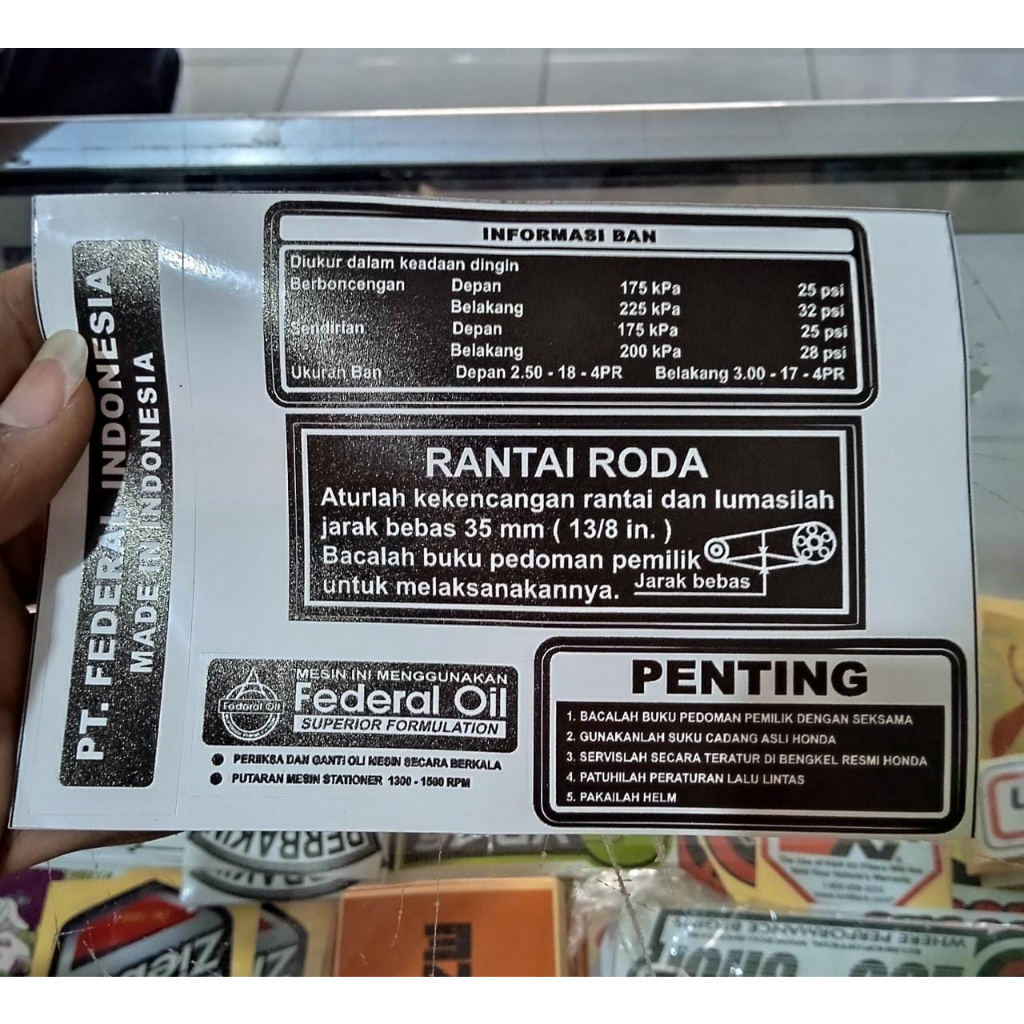 PT. FEDERAL INDONESIA
MADE IN INDONESIA
INFORMASI BAN
Diukur dalam keadaan dingin
Berboncengan Depan 175 kPa 25 psi
Belakang 225 kPa 32 psi
Sendirian Depan 175 kPa 25 psi
Belakang 200 kPa 28 psi
Ukuran Ban Depan 2.50 - 18 - 4PR Belakang 3.00 - 17 - 4PR
RANTAI RODA
Aturlah kekencangan rantai dan lumasilah
jarak bebas 35 mm ( 13/8 in. )
Bacalah buku pedoman pemilik
untuk melaksanakannya. Jarak bebas
MESIN INI MENGGUNAKAN
Federal Oil
Federal Oil
SUPERIOR FORMULATION
PERIIKSA DAN GANTI OLI MESIN SECARA BERKALA
PUTARAN MESIN STATIONER 1300 - 1500 RPM
PENTING
1. BACALAH BUKU PEDOMAN PEMILIK DENGAN SEKSAMA
2. GUNAKANLAH SUKU CADANG ASLI HONDA
3. SERVISLAH SECARA TERATUR DI BENGKEL RESMI HONDA
4. PATUHILAH PERATURAN LALU LINTAS
5. PAKAILAH HELM
WHERE PERFORMANCE BEGINS